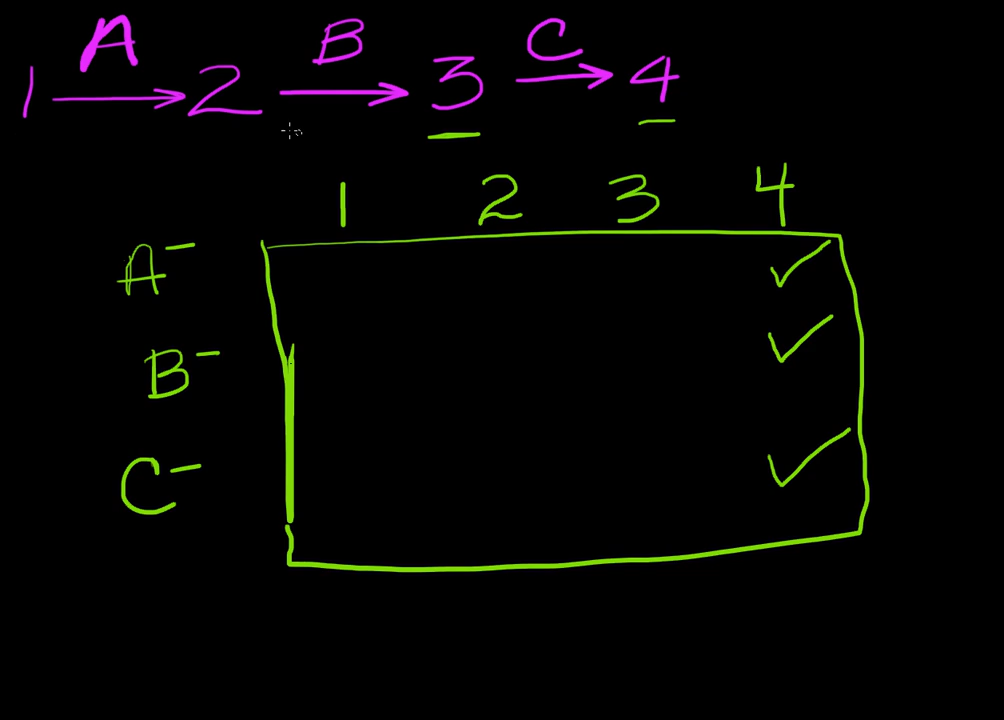 A B C
1 → 2 → 3 → 4
1 2 3 4
A⁻ ✓
B⁻ ✓
C⁻ ✓